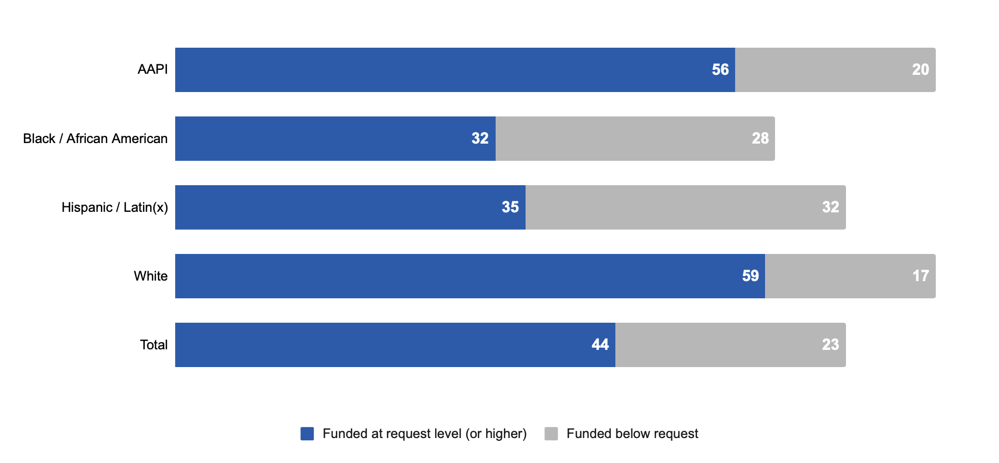 AAPI 56 20
Black / African American 32 28
Hispanic / Latin(x) 35 32
White 59 17
Total 44 23
Funded at request level (or higher) Funded below request